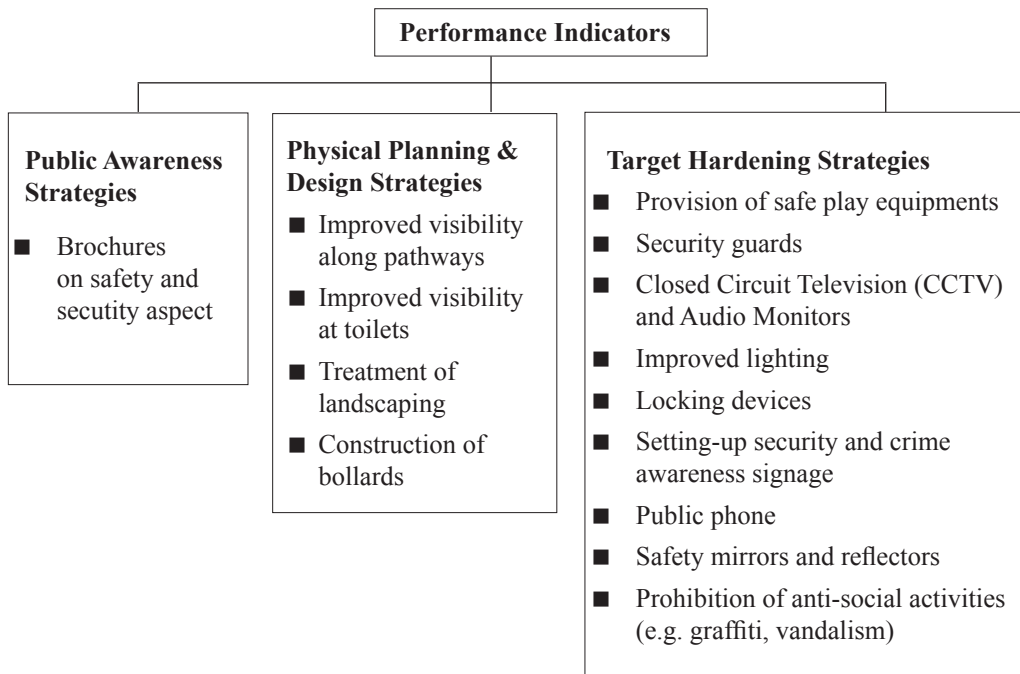 Performance Indicators
Public Awareness
Strategies
■ Brochures
on safety and
secutity aspect
Physical Planning &
Design Strategies
■ Improved visibility
along pathways
■ Improved visibility
at toilets
■ Treatment of
landscaping
■ Construction of
bollards
Target Hardening Strategies
■ Provision of safe play equipments
■ Security guards
■ Closed Circuit Television (CCTV)
and Audio Monitors
■ Improved lighting
■ Locking devices
■ Setting-up security and crime
awareness signage
■ Public phone
■ Safety mirrors and reflectors
■ Prohibition of anti-social activities
(e.g. graffiti, vandalism)